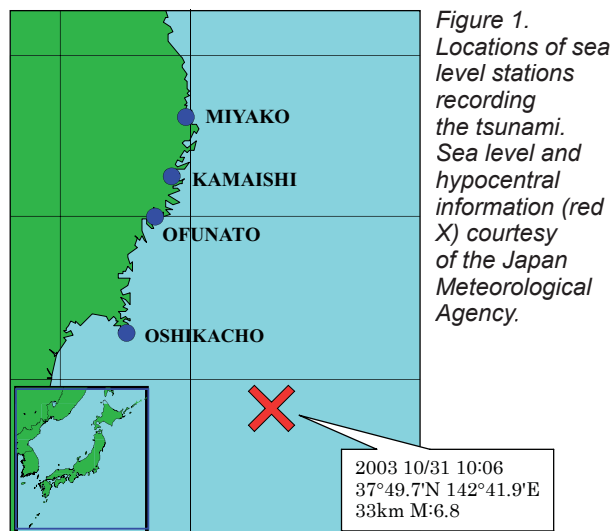 MIYAKO
KAMAISHI
OFUNATO
OSHIKACHO
2003 10/31 10:06
37°49.7'N 142°41.9'E
33km M:6.8
Figure 1.
Locations of sea
level stations
recording
the tsunami.
Sea level and
hypocentral
information (red
X) courtesy
of the Japan
Meteorological
Agency.